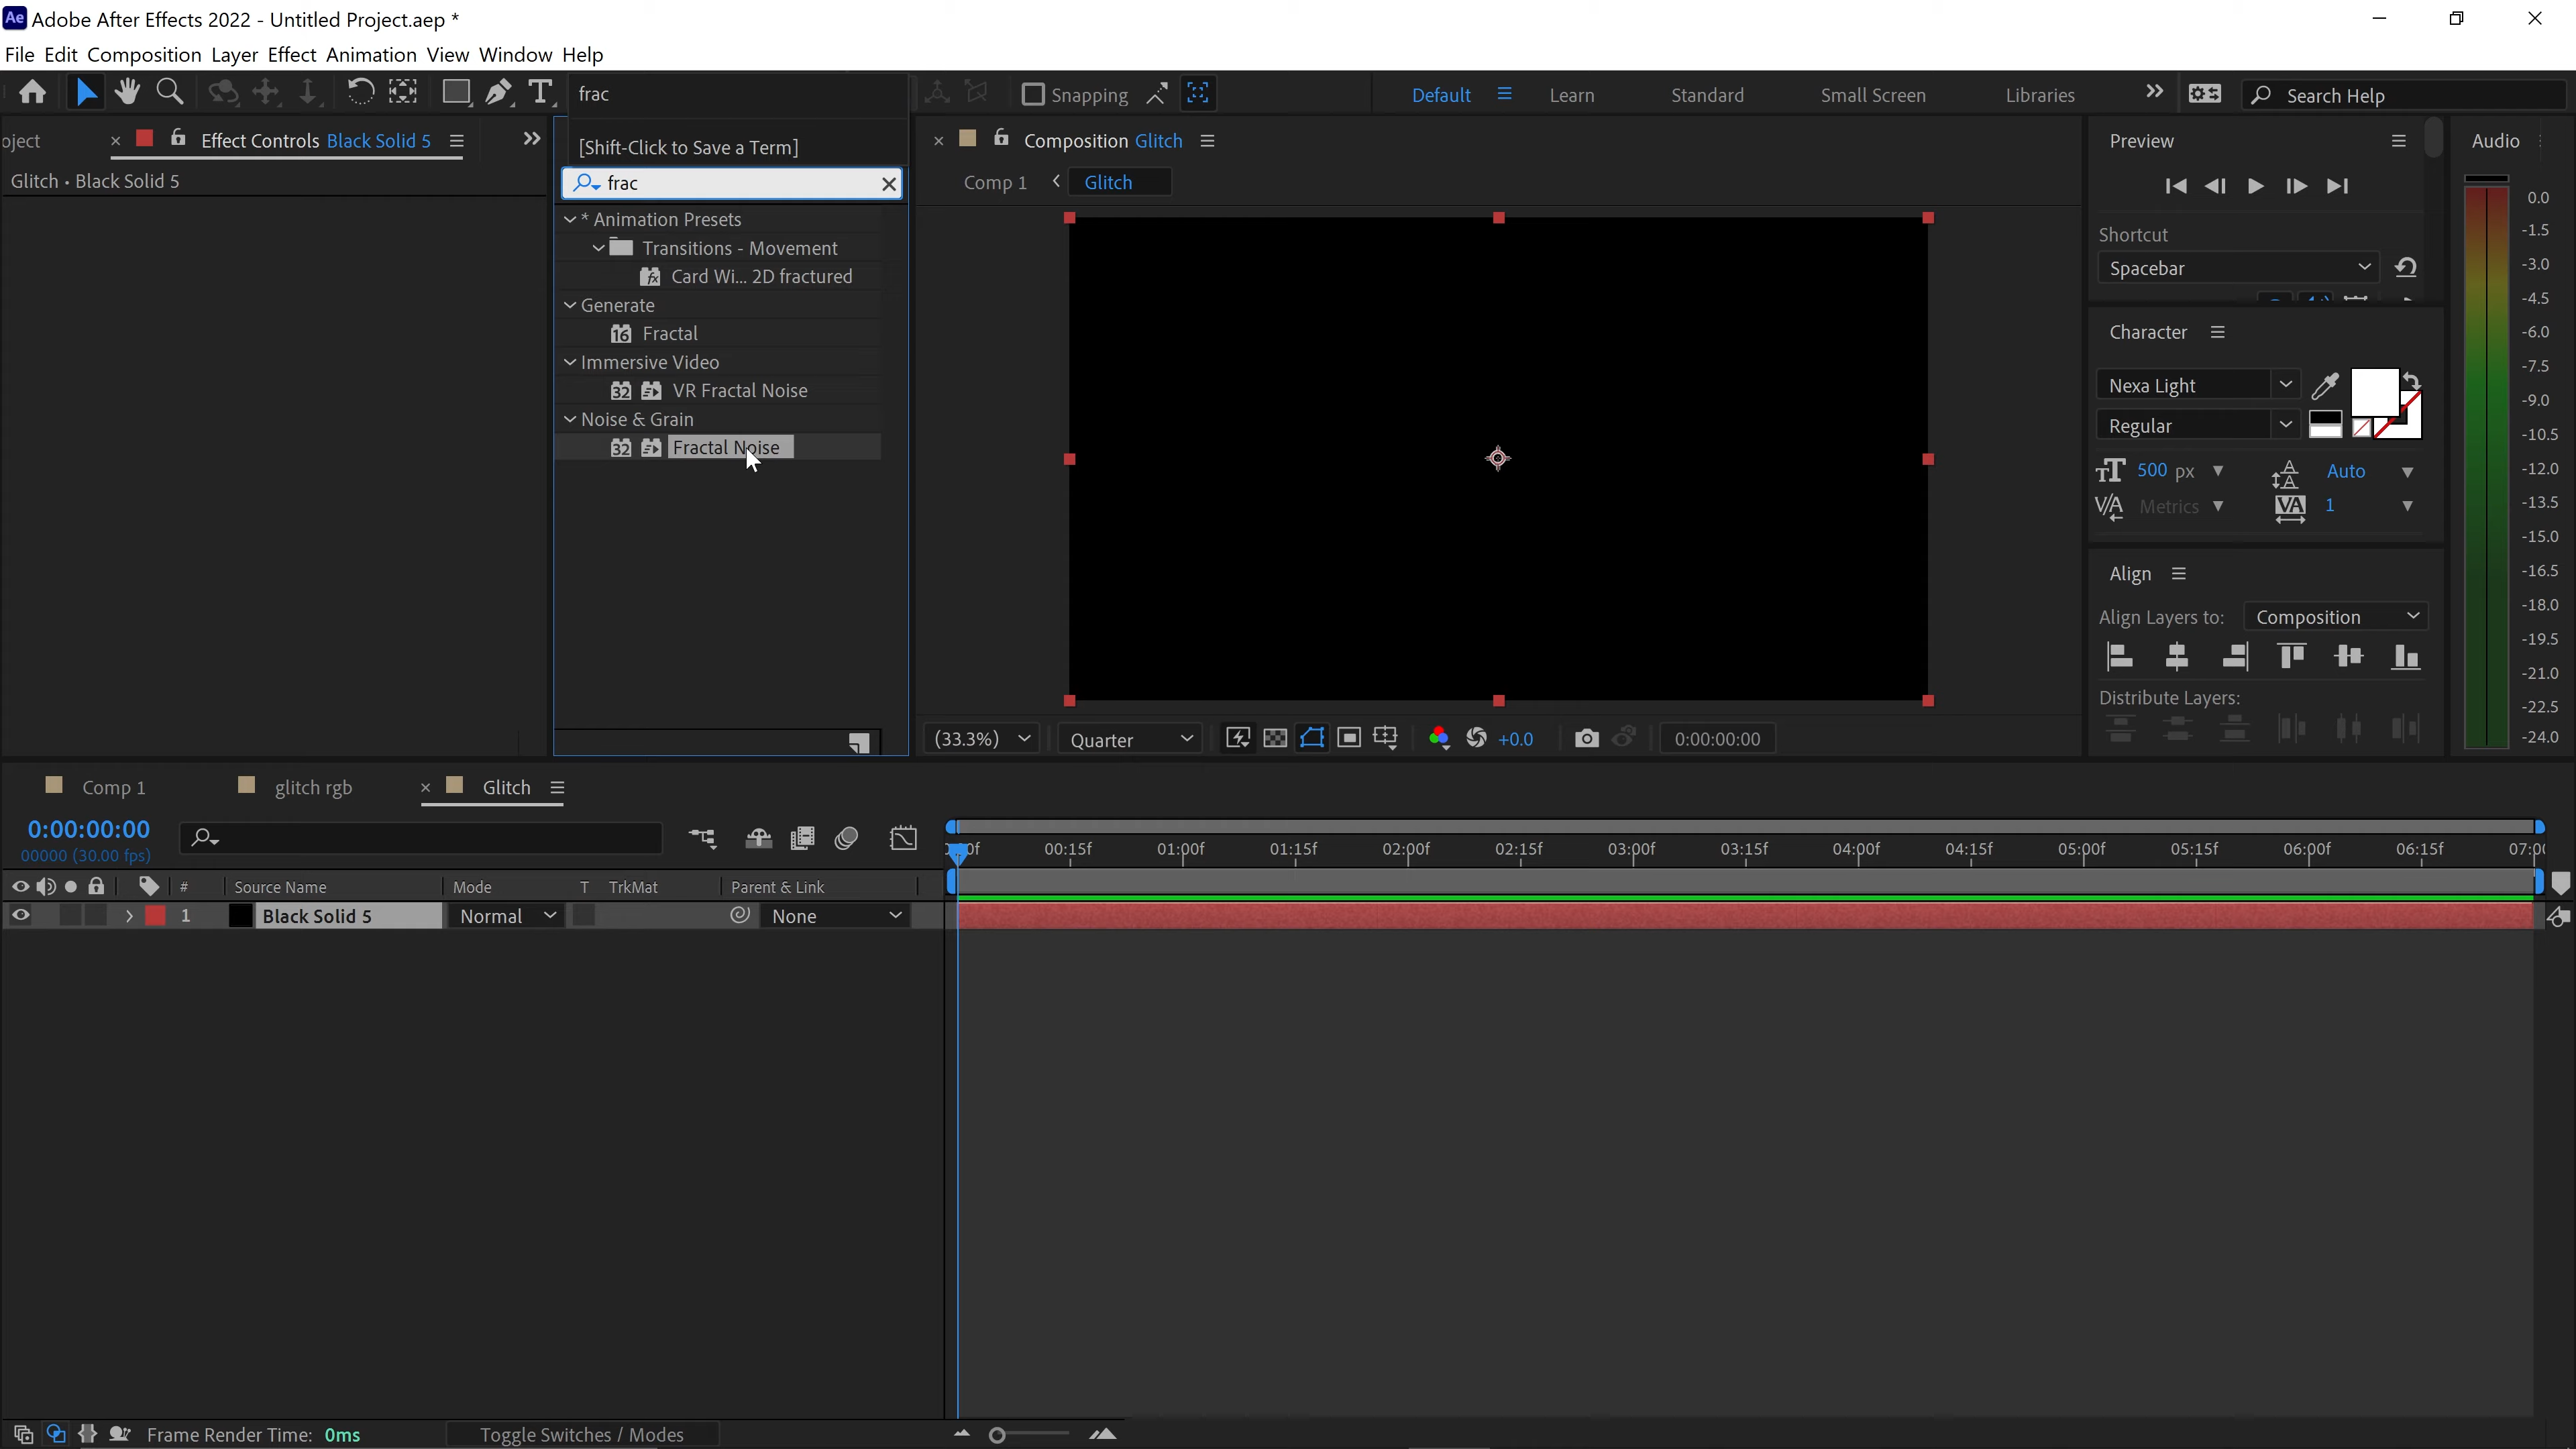 Ae Adobe After Effects 2022 - Untitled Project.aep *
File Edit Composition Layer Effect Animation View Window Help
frac
Snapping
Default
Learn
Standard
Small Screen
Libraries
Search Help
oject
Effect Controls Black Solid 5
[Shift-Click to Save a Term]
Composition Glitch
Preview
Audio
Glitch • Black Solid 5
frac
Comp 1
Glitch
* Animation Presets
Transitions - Movement
Card Wi... 2D fractured
Generate
16 Fractal
Immersive Video
32 VR Fractal Noise
Noise & Grain
32 Fractal Noise
Shortcut
Spacebar
Character
Nexa Light
Regular
500 px
Auto
Metrics
1
Align
Align Layers to: Composition
Distribute Layers:
0.0
-1.5
-3.0
-4.5
-6.0
-7.5
-9.0
-10.5
-12.0
-13.5
-15.0
-16.5
-18.0
-19.5
-21.0
-22.5
-24.0
(33.3%)
Quarter
+0.0
0:00:00:00
Comp 1
glitch rgb
Glitch
0:00:00:00
00000 (30.00 fps)
00:15f 01:00f 01:15f 02:00f 02:15f 03:00f 03:15f 04:00f 04:15f 05:00f 05:15f 06:00f 06:15f 07:0
# Source Name Mode T TrkMat Parent & Link
1 Black Solid 5 Normal None
Frame Render Time: 0ms
Toggle Switches / Modes